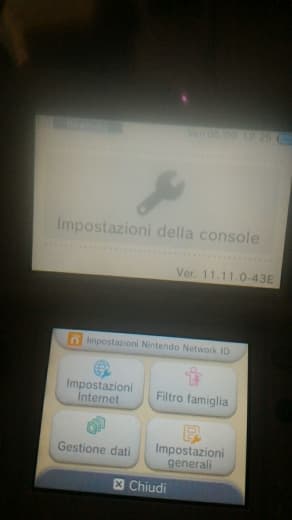 Impostazioni della console
Ver. 11.11.0-43E
Impostazioni Nintendo Network ID
Impostazioni
Internet
Filtro famiglia
Gestione dati
Impostazioni
generali
X Chiudi